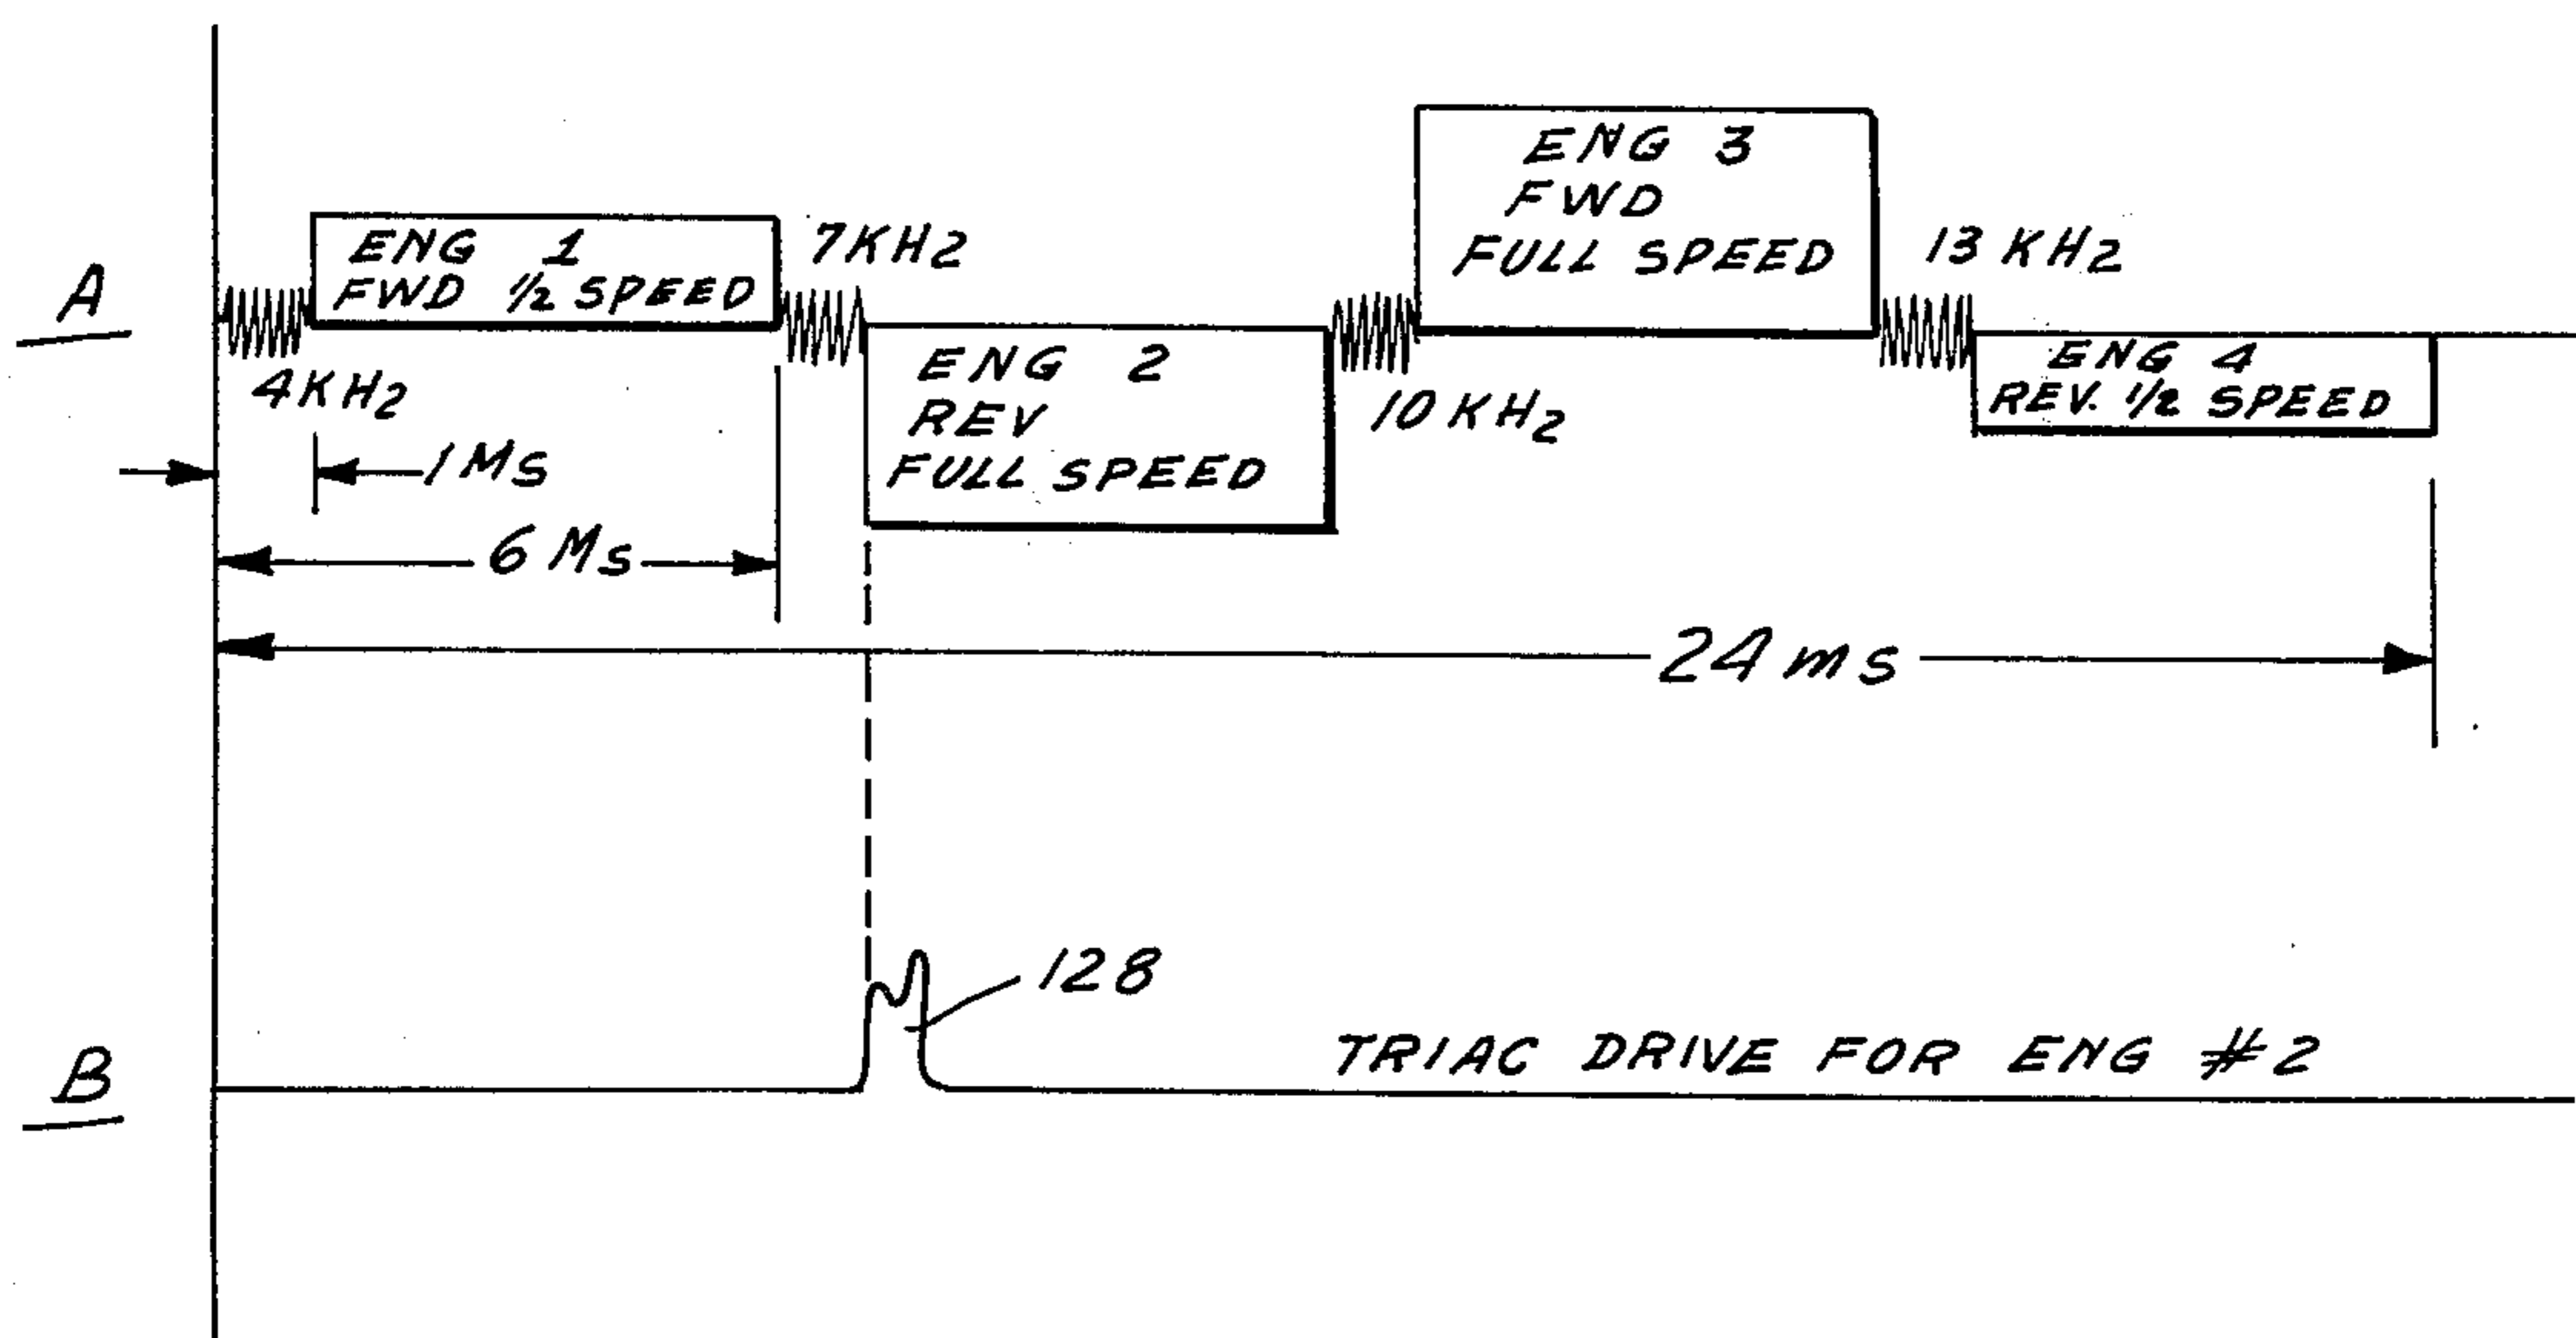 A
4KHz
ENG 1
FWD 1/2 SPEED
7KHz
ENG 2
REV
FULL SPEED
10 KHz
ENG 3
FWD
FULL SPEED
13 KHz
ENG 4
REV. 1/2 SPEED
1 Ms
6 Ms
24 ms
128
B
TRIAC DRIVE FOR ENG #2